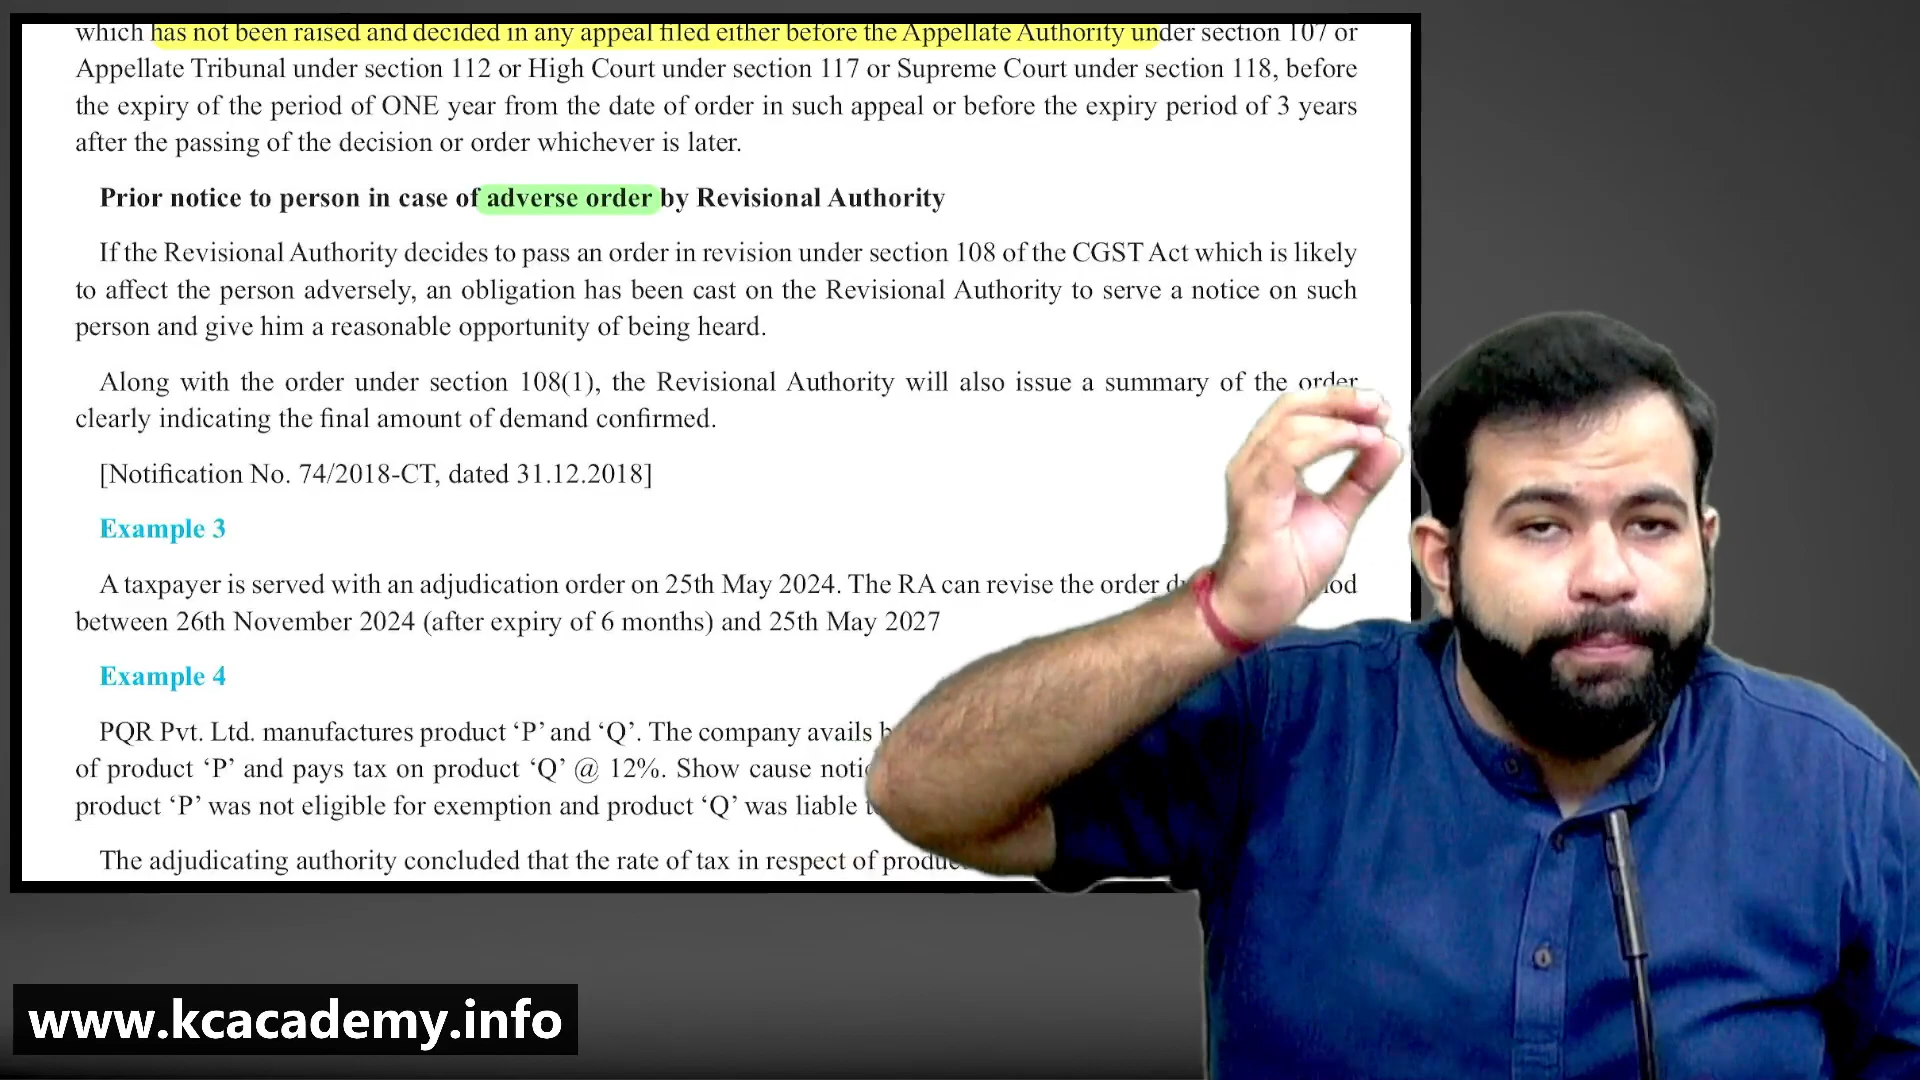 which has not been raised and decided in any appeal filed either before the Appellate Authority under section 107 or
Appellate Tribunal under section 112 or High Court under section 117 or Supreme Court under section 118, before
the expiry of the period of ONE year from the date of order in such appeal or before the expiry period of 3 years
after the passing of the decision or order whichever is later.
Prior notice to person in case of adverse order by Revisional Authority
If the Revisional Authority decides to pass an order in revision under section 108 of the CGST Act which is likely
to affect the person adversely, an obligation has been cast on the Revisional Authority to serve a notice on such
person and give him a reasonable opportunity of being heard.
Along with the order under section 108(1), the Revisional Authority will also issue a summary of the order
clearly indicating the final amount of demand confirmed.
[Notification No. 74/2018-CT, dated 31.12.2018]
Example 3
A taxpayer is served with an adjudication order on 25th May 2024. The RA can revise the order
between 26th November 2024 (after expiry of 6 months) and 25th May 2027
Example 4
PQR Pvt. Ltd. manufactures product ‘P’ and ‘Q’. The company avails
of product ‘P’ and pays tax on product ‘Q’ @ 12%. Show cause
product ‘P’ was not eligible for exemption and product ‘Q’ was liable
The adjudicating authority concluded that the rate of tax in respect of
www.kcacademy.info